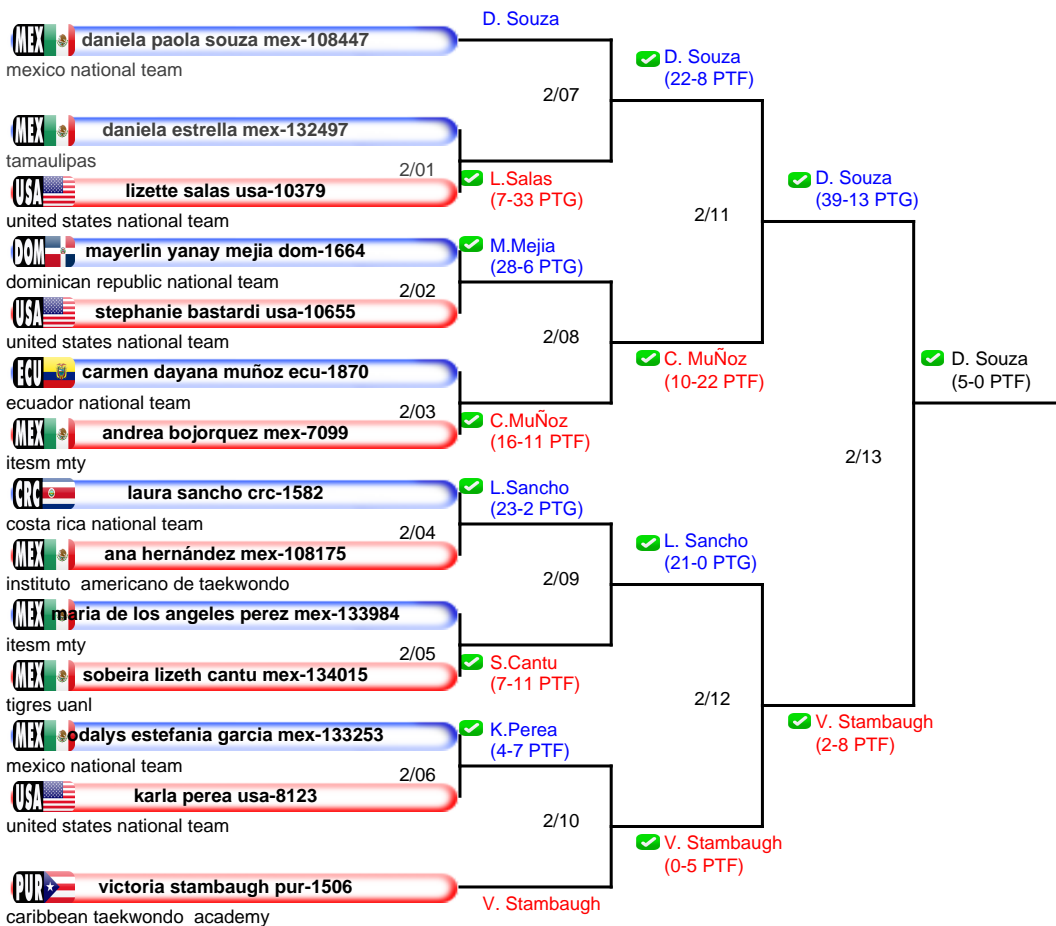 MEX daniela paola souza mex-108447
mexico national team
MEX daniela estrella mex-132497
tamaulipas
2/01
USA lizette salas usa-10379
united states national team
DOM mayerlin yanay mejia dom-1664
dominican republic national team
2/02
USA stephanie bastardi usa-10655
united states national team
ECU carmen dayana muñoz ecu-1870
ecuador national team
2/03
MEX andrea bojorquez mex-7099
itesm mty
CRC laura sancho crc-1582
costa rica national team
2/04
MEX ana hernández mex-108175
instituto americano de taekwondo
MEX maria de los angeles perez mex-133984
itesm mty
2/05
MEX sobeira lizeth cantu mex-134015
tigres uanl
MEX odalys estefania garcia mex-133253
mexico national team
2/06
USA karla perea usa-8123
united states national team
PUR victoria stambaugh pur-1506
caribbean taekwondo academy
D. Souza
2/07
L.Salas
(7-33 PTG)
M.Mejia
(28-6 PTG)
2/08
C.MuÑoz
(16-11 PTF)
L.Sancho
(23-2 PTG)
2/09
S.Cantu
(7-11 PTF)
K.Perea
(4-7 PTF)
2/10
V. Stambaugh
D. Souza
(22-8 PTF)
2/11
C. MuÑoz
(10-22 PTF)
L. Sancho
(21-0 PTG)
2/12
V. Stambaugh
(0-5 PTF)
D. Souza
(39-13 PTG)
2/13
V. Stambaugh
(2-8 PTF)
D. Souza
(5-0 PTF)